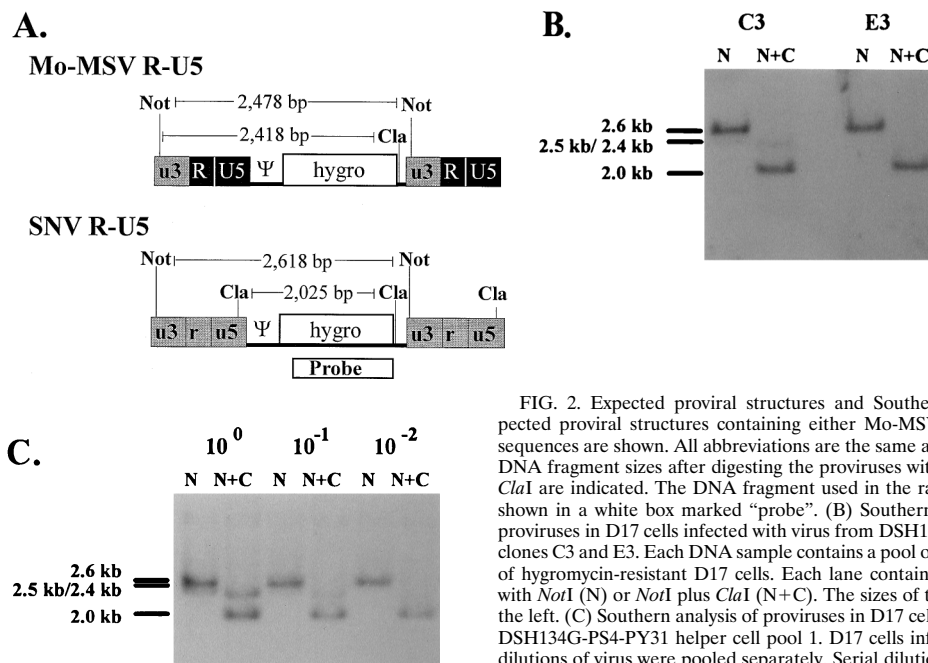 A.
Mo-MSV R-U5
Not 2,478 bp Not
2,418 bp Cla
u3 R U5 Ψ hygro u3 R U5
SNV R-U5
Not 2,618 bp Not
Cla 2,025 bp Cla Cla
u3 r u5 Ψ hygro u3 r u5
Probe
B.
C3 E3
N N+C N N+C
2.6 kb
2.5 kb/ 2.4 kb
2.0 kb
C.
10^0 10^-1 10^-2
N N+C N N+C N N+C
2.6 kb
2.5 kb/2.4 kb
2.0 kb
FIG. 2. Expected proviral structures and Southe
pected proviral structures containing either Mo-MSV
sequences are shown. All abbreviations are the same a
DNA fragment sizes after digesting the proviruses wit
ClaI are indicated. The DNA fragment used in the ra
shown in a white box marked “probe”. (B) Southern
proviruses in D17 cells infected with virus from DSH1
clones C3 and E3. Each DNA sample contains a pool o
of hygromycin-resistant D17 cells. Each lane contain
with NotI (N) or NotI plus ClaI (N+C). The sizes of t
the left. (C) Southern analysis of proviruses in D17 cel
DSH134G-PS4-PY31 helper cell pool 1. D17 cells inf
dilutions of virus were pooled separately. Serial dilutio